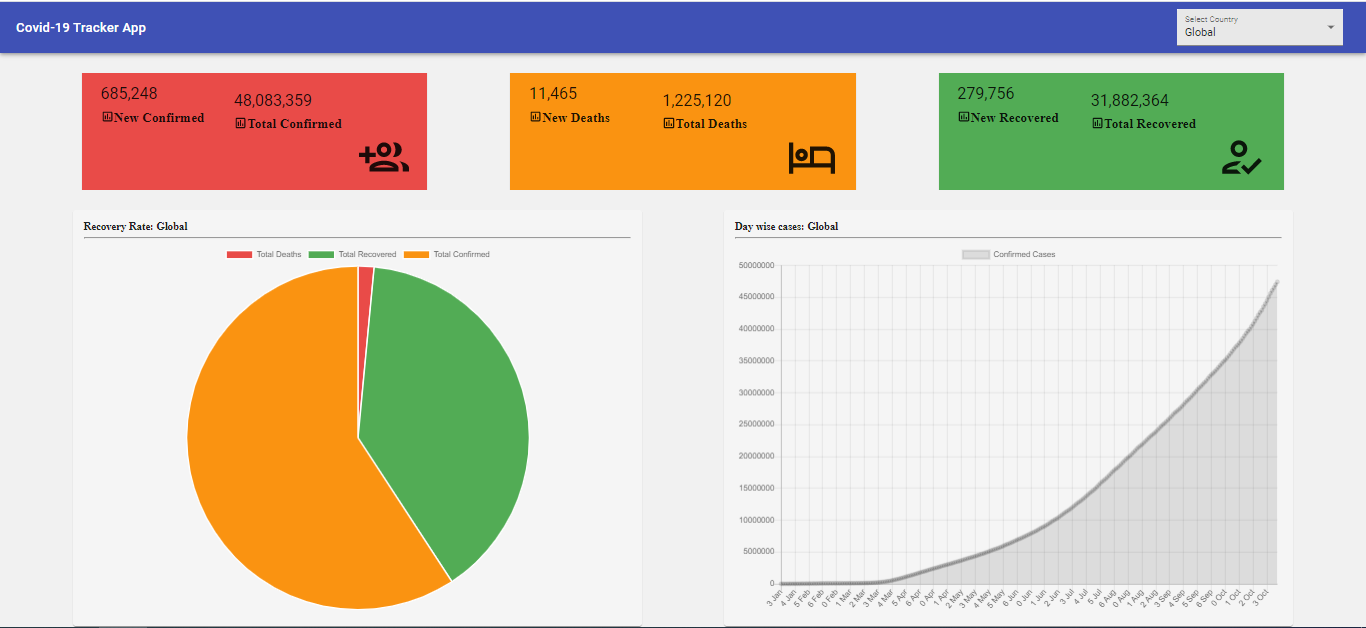 Covid-19 Tracker App
Select Country
Global
685,248
New Confirmed
48,083,359
Total Confirmed
11,465
New Deaths
1,225,120
Total Deaths
279,756
New Recovered
31,882,364
Total Recovered
Recovery Rate: Global
Total Deaths Total Recovered Total Confirmed
Day wise cases: Global
Confirmed Cases
50000000
45000000
40000000
35000000
30000000
25000000
20000000
15000000
10000000
5000000
0
3 Jan 4 Jan 5 Feb 6 Feb 0 Feb 1 Mar 2 Mar 3 Mar 4 Mar 5 Apr 6 Apr 0 Apr 1 Apr 2 May 3 May 4 May 5 May 6 Jun 0 Jun 1 Jun 2 Jun 3 Jul 4 Jul 5 Jul 6 Aug 0 Aug 1 Aug 2 Aug 3 Sep 4 Sep 5 Sep 6 Sep 0 Oct 1 Oct 2 Oct 3 Oct